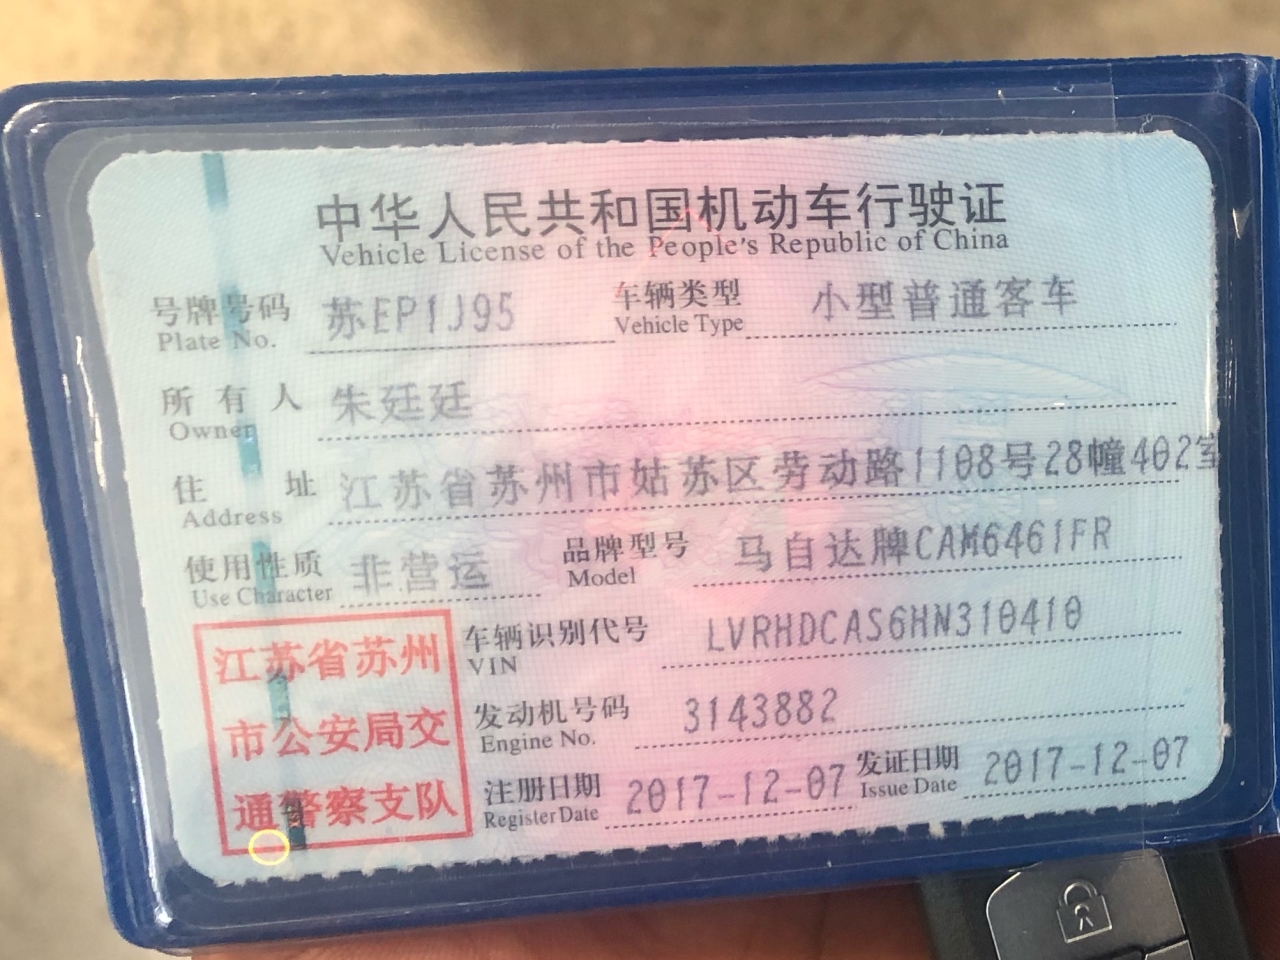 中华人民共和国机动车行驶证
Vehicle License of the People's Republic of China
号牌号码 苏EP1J95 车辆类型 小型普通客车
Plate No. Vehicle Type
所有人 朱廷廷
Owner
住址 江苏省苏州市姑苏区劳动路1108号28幢402室
Address
使用性质 非营运 品牌型号 马自达牌CAM6461FR
Use Character Model
江苏省苏州
市公安局交
通警察支队
车辆识别代号 LVRHDCAS6HN310410
VIN
发动机号码 3143882
Engine No.
注册日期 2017-12-07 发证日期 2017-12-07
Register Date Issue Date